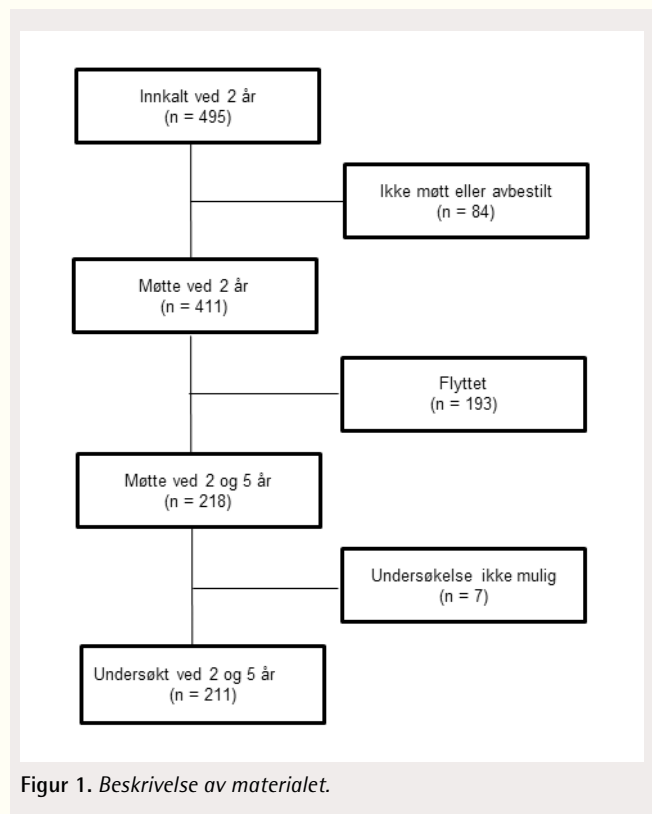 Innkalt ved 2 år
(n = 495)
Ikke møtt eller avbestilt
(n = 84)
Møtte ved 2 år
(n = 411)
Flyttet
(n = 193)
Møtte ved 2 og 5 år
(n = 218)
Undersøkelse ikke mulig
(n = 7)
Undersøkt ved 2 og 5 år
(n = 211)
Figur 1. Beskrivelse av materialet.